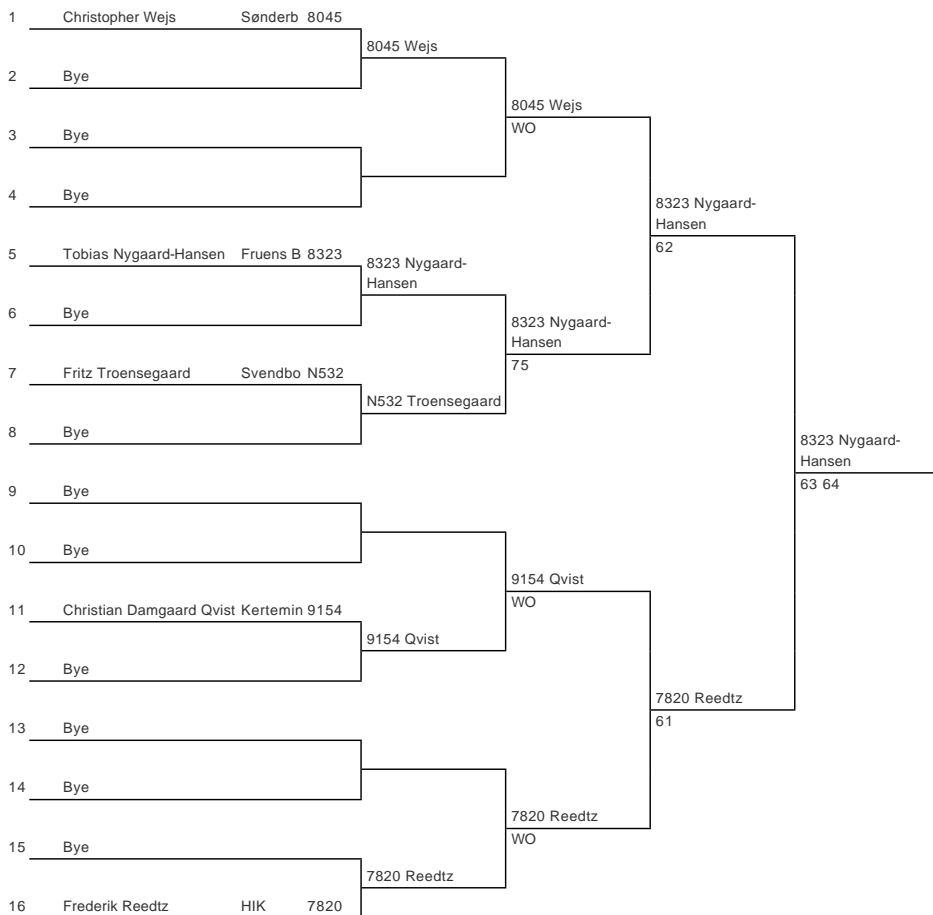 1 Christopher Wejs Sønderb 8045
8045 Wejs
2 Bye
8045 Wejs
WO
3 Bye
4 Bye
8323 Nygaard-
Hansen
62
5 Tobias Nygaard-Hansen Fruens B 8323
8323 Nygaard-
Hansen
6 Bye
8323 Nygaard-
Hansen
75
7 Fritz Troensegaard Svendbo N532
N532 Troensegaard
8 Bye
8323 Nygaard-
Hansen
63 64
9 Bye
10 Bye
9154 Qvist
WO
11 Christian Damgaard Qvist Kertemin 9154
9154 Qvist
12 Bye
7820 Reedtz
61
13 Bye
14 Bye
7820 Reedtz
WO
15 Bye
7820 Reedtz
16 Frederik Reedtz HIK 7820